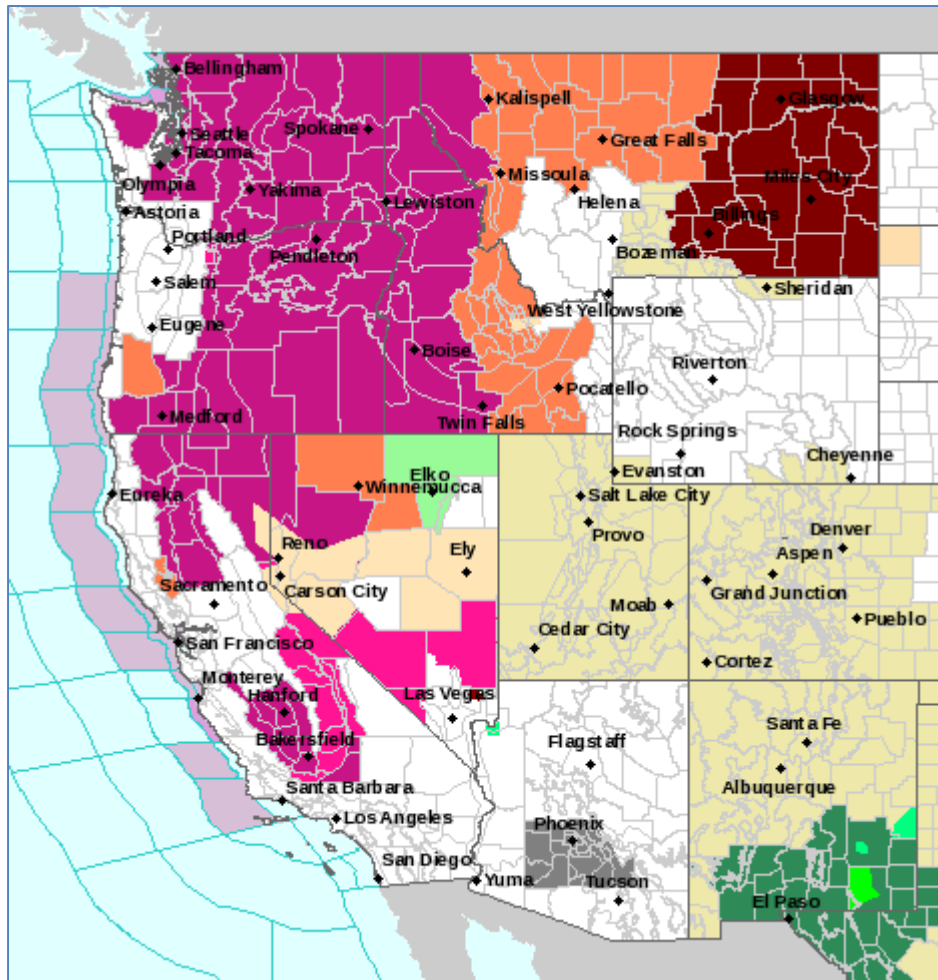 Bellingham
Kalispell
Glasgow
Seattle
Spokane
Tacoma
Great Falls
Olympia
Missoula
Yakima
Lewiston
Helena
Miles City
Astoria
Billings
Portland
Pendleton
Bozeman
Salem
Sheridan
West Yellowstone
Eugene
Boise
Riverton
Pocatello
Medford
Twin Falls
Rock Springs
Cheyenne
Elko
Evanston
Eureka
Winnemucca
Salt Lake City
Provo
Denver
Reno
Ely
Aspen
Sacramento
Carson City
Grand Junction
Moab
Pueblo
San Francisco
Cedar City
Cortez
Monterey
Hanford
Las Vegas
Santa Fe
Bakersfield
Flagstaff
Albuquerque
Santa Barbara
Los Angeles
Phoenix
San Diego
Yuma
Tucson
El Paso